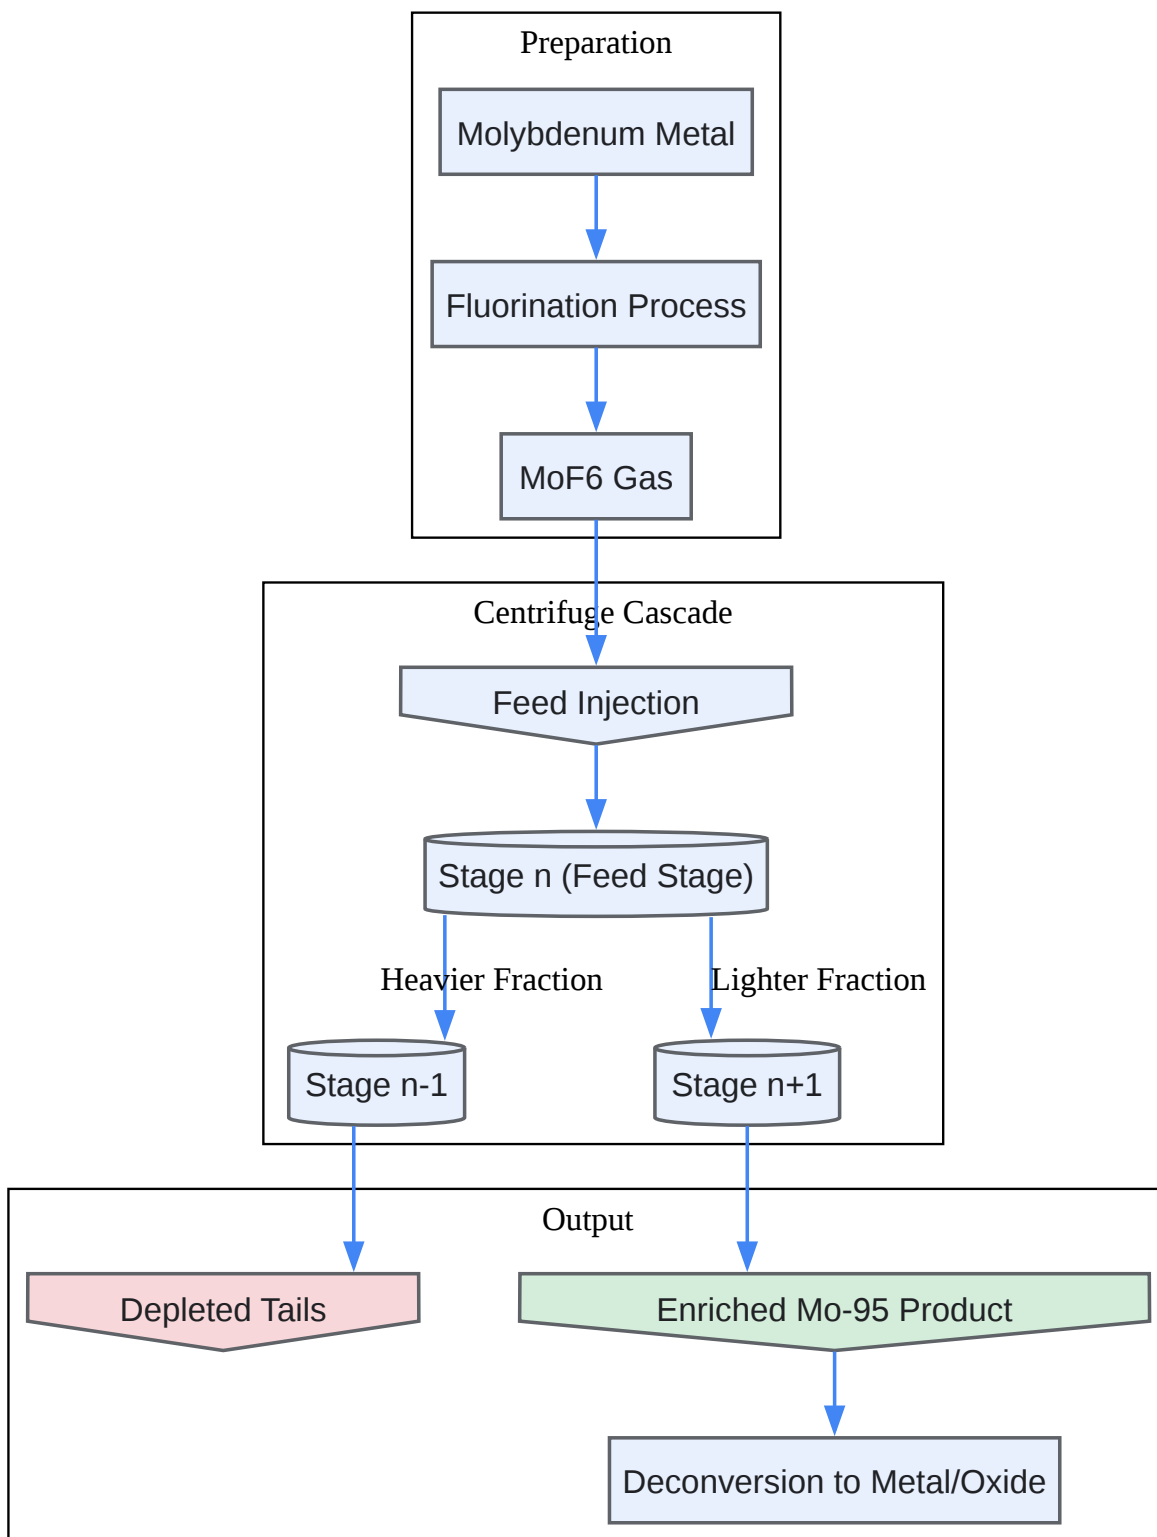 Preparation
Molybdenum Metal
Fluorination Process
MoF6 Gas
Centrifuge Cascade
Feed Injection
Stage n (Feed Stage)
Heavier Fraction
Lighter Fraction
Stage n-1
Stage n+1
Output
Depleted Tails
Enriched Mo-95 Product
Deconversion to Metal/Oxide